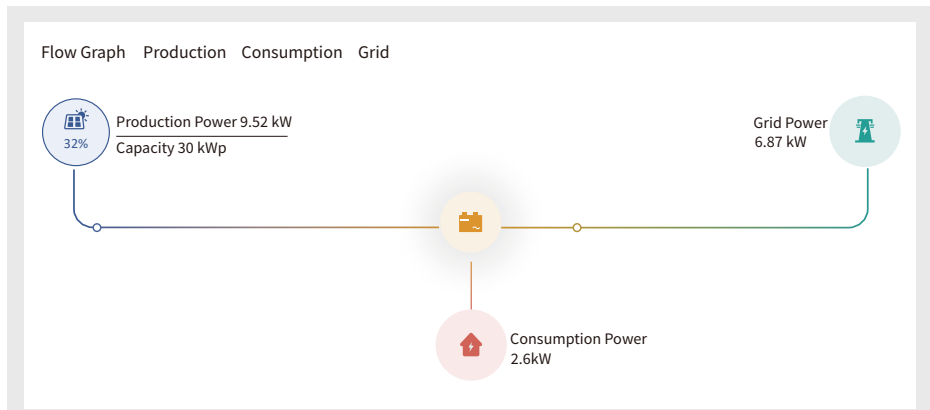 Flow Graph Production Consumption Grid
32%
Production Power 9.52 kW
Capacity 30 kWp
Grid Power
6.87 kW
Consumption Power
2.6kW